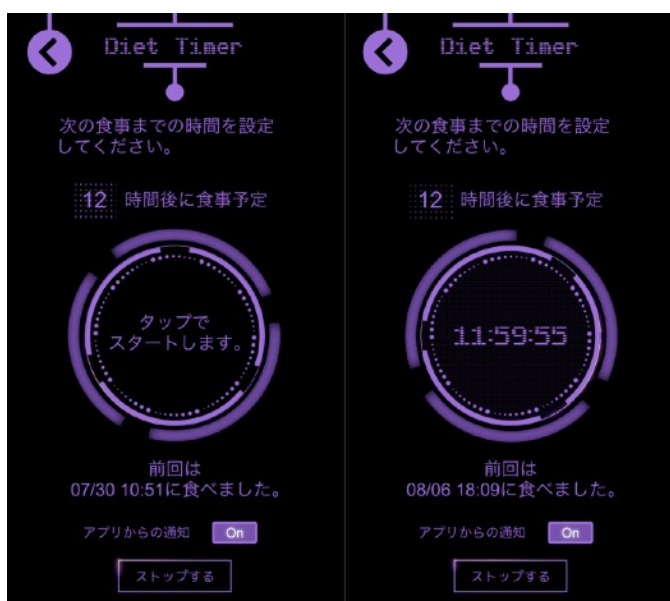 Diet Timer
次の食事までの時間を設定
してください。
12 時間後に食事予定
タップで
スタートします。
前回は
07/30 10:51に食べました。
アプリからの通知 On
ストップする
Diet Timer
次の食事までの時間を設定
してください。
12 時間後に食事予定
11:59:55
前回は
08/06 18:09に食べました。
アプリからの通知 On
ストップする